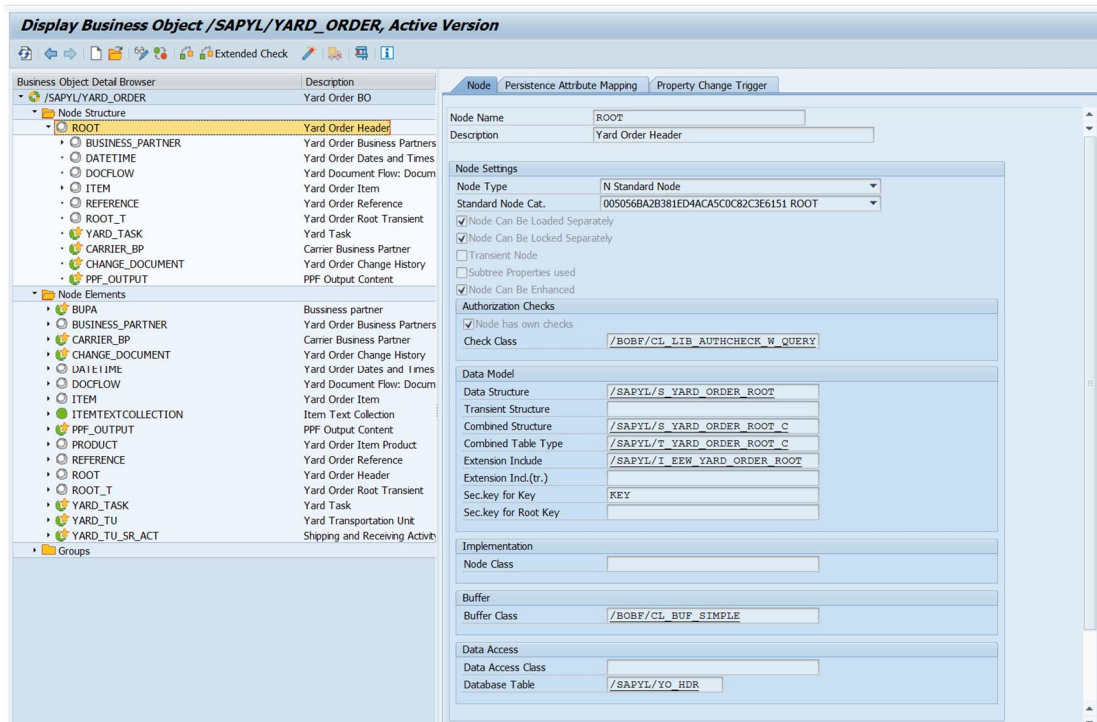 Display Business Object /SAPYL/YARD_ORDER, Active Version
Extended Check
Business Object Detail Browser Description
/SAPYL/YARD_ORDER Yard Order BO
Node Structure
ROOT Yard Order Header
BUSINESS_PARTNER Yard Order Business Partners
DATETIME Yard Order Dates and Times
DOCFLOW Yard Document Flow: Docum
ITEM Yard Order Item
REFERENCE Yard Order Reference
ROOT_T Yard Order Root Transient
YARD_TASK Yard Task
CARRIER_BP Carrier Business Partner
CHANGE_DOCUMENT Yard Order Change History
PPF_OUTPUT PPF Output Content
Node Elements
BUPA Bussiness partner
BUSINESS_PARTNER Yard Order Business Partners
CARRIER_BP Carrier Business Partner
CHANGE_DOCUMENT Yard Order Change History
DATETIME Yard Order Dates and Times
DOCFLOW Yard Document Flow: Docum
ITEM Yard Order Item
ITEMTEXTCOLLECTION Item Text Collection
PPF_OUTPUT PPF Output Content
PRODUCT Yard Order Item Product
REFERENCE Yard Order Reference
ROOT Yard Order Header
ROOT_T Yard Order Root Transient
YARD_TASK Yard Task
YARD_TU Yard Transportation Unit
YARD_TU_SR_ACT Shipping and Receiving Activity
Groups
Node Persistence Attribute Mapping Property Change Trigger
Node Name ROOT
Description Yard Order Header
Node Settings
Node Type N Standard Node
Standard Node Cat. 005056BA2B381ED4ACA5C0C82C3E6151 ROOT
Node Can Be Loaded Separately
Node Can Be Locked Separately
Transient Node
Subtree Properties used
Node Can Be Enhanced
Authorization Checks
Node has own checks
Check Class /BOBF/CL_LIB_AUTHCHECK_W_QUERY
Data Model
Data Structure /SAPYL/S_YARD_ORDER_ROOT
Transient Structure
Combined Structure /SAPYL/S_YARD_ORDER_ROOT_C
Combined Table Type /SAPYL/T_YARD_ORDER_ROOT_C
Extension Include /SAPYL/I_EEW_YARD_ORDER_ROOT
Extension Incl.(tr.)
Sec.key for Key KEY
Sec.key for Root Key
Implementation
Node Class
Buffer
Buffer Class /BOBF/CL_BUF_SIMPLE
Data Access
Data Access Class
Database Table /SAPYL/YO_HDR